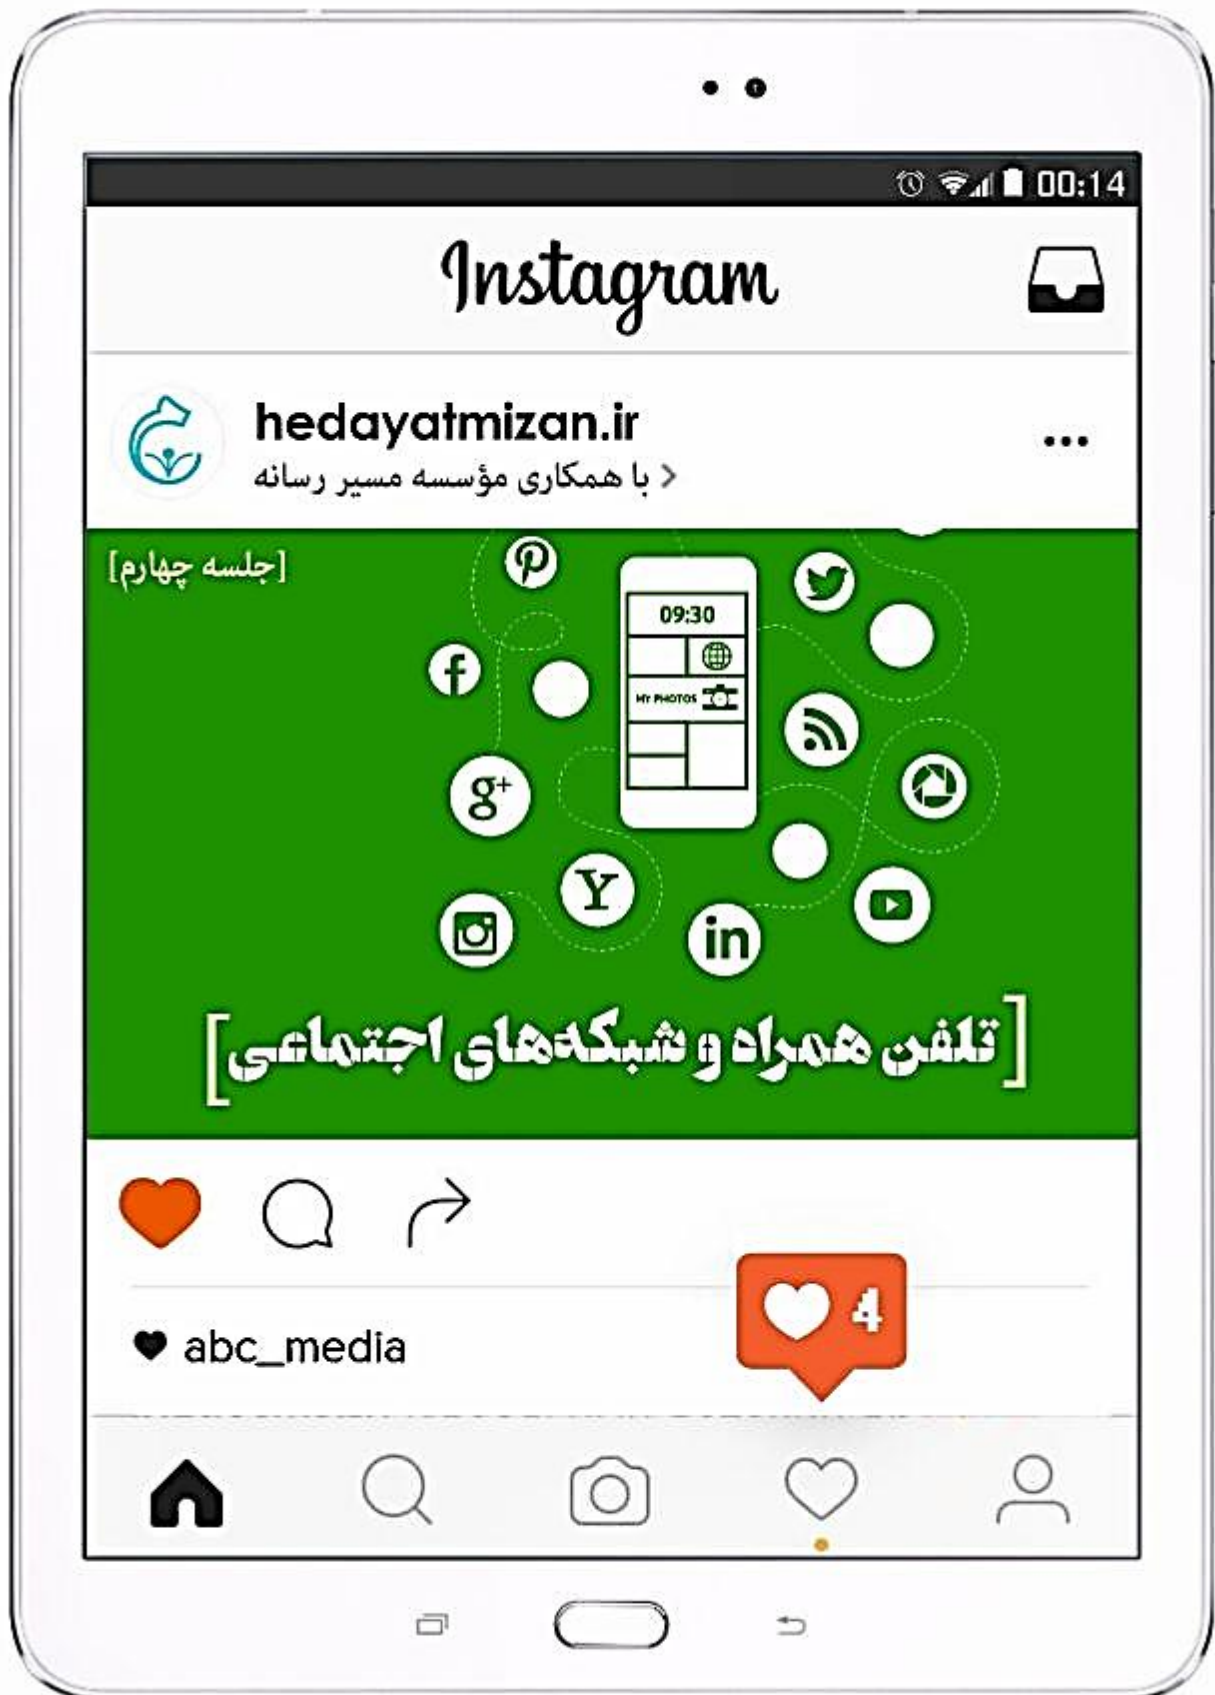 00:14
Instagram
hedayatmizan.ir
با همکاری مؤسسه مسیر رسانه >
[جلسه چهارم]
09:30
MY PHOTOS
f
g+
Y
in
[تلفن همراه و شبکه‌های اجتماعی]
4
abc_media